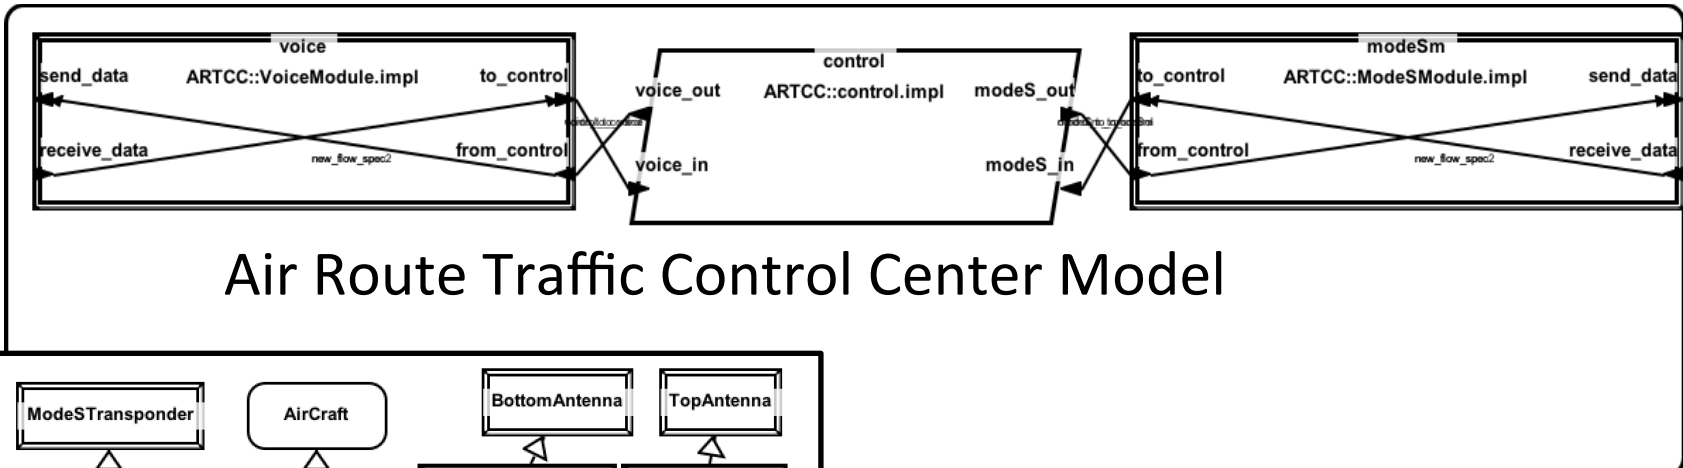 voice
send_data
ARTCC::VoiceModule.impl
to_control
receive_data
new_flow_spec2
from_control
control
voice_out
ARTCC::control.impl
modeS_out
voice_in
modeS_in
modeSm
to_control
ARTCC::ModeSModule.impl
send_data
from_control
new_flow_spec2
receive_data
Air Route Traffic Control Center Model
ModeSTransponder
AirCraft
BottomAntenna
TopAntenna